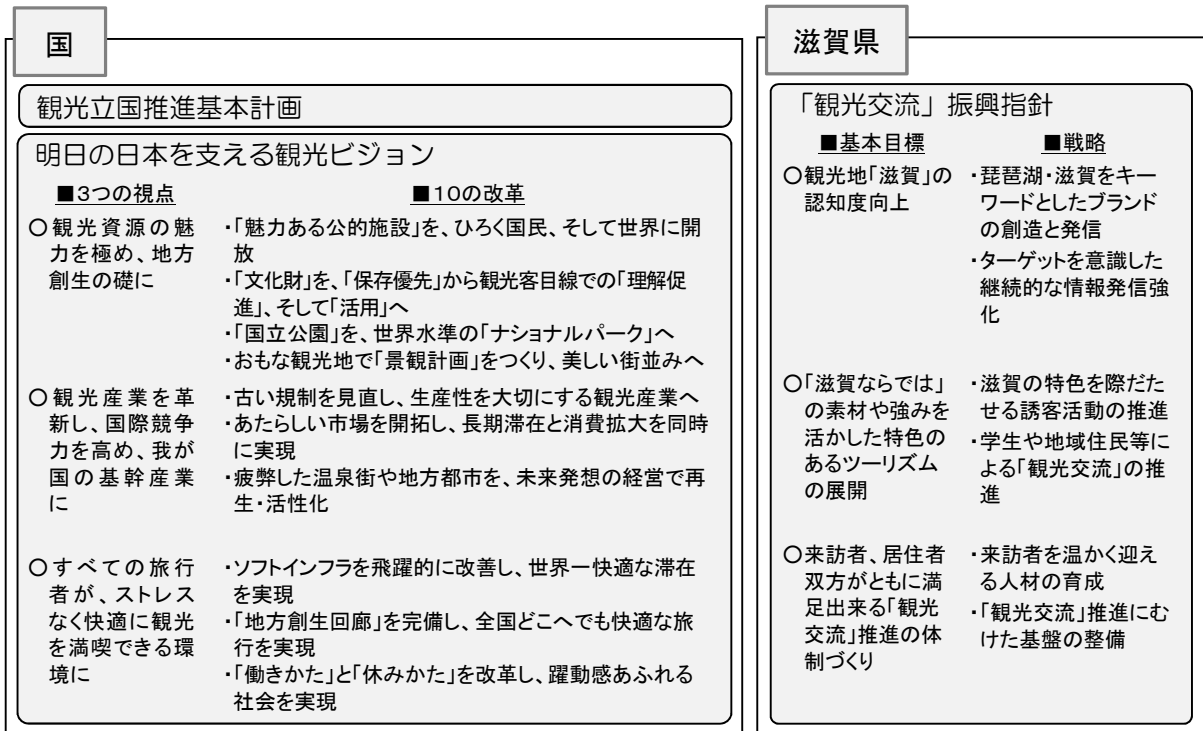 国
観光立国推進基本計画
明日の日本を支える観光ビジョン
■3つの視点
■10の改革
○観光資源の魅
力を極め、地方
創生の礎に
・「魅力ある公的施設」を、ひろく国民、そして世界に開
放
・「文化財」を、「保存優先」から観光客目線での「理解促
進」、そして「活用」へ
・「国立公園」を、世界水準の「ナショナルパーク」へ
・おもな観光地で「景観計画」をつくり、美しい街並みへ
○観光産業を革
新し、国際競争
力を高め、我が
国の基幹産業
に
・古い規制を見直し、生産性を大切にする観光産業へ
・あたらしい市場を開拓し、長期滞在と消費拡大を同時
に実現
・疲弊した温泉街や地方都市を、未来発想の経営で再
生・活性化
○すべての旅行
者が、ストレス
なく快適に観光
を満喫できる環
境に
・ソフトインフラを飛躍的に改善し、世界一快適な滞在
を実現
・「地方創生回廊」を完備し、全国どこへでも快適な旅
行を実現
・「働きかた」と「休みかた」を改革し、躍動感あふれる
社会を実現
滋賀県
「観光交流」振興指針
■基本目標
■戦略
○観光地「滋賀」の
認知度向上
・琵琶湖・滋賀をキー
ワードとしたブランド
の創造と発信
・ターゲットを意識した
継続的な情報発信強
化
○「滋賀ならでは」
の素材や強みを
活かした特色の
あるツーリズム
の展開
・滋賀の特色を際だた
せる誘客活動の推進
・学生や地域住民等に
よる「観光交流」の推
進
○来訪者、居住者
双方がともに満
足出来る「観光
交流」推進の体
制づくり
・来訪者を温かく迎え
る人材の育成
・「観光交流」推進にむ
けた基盤の整備